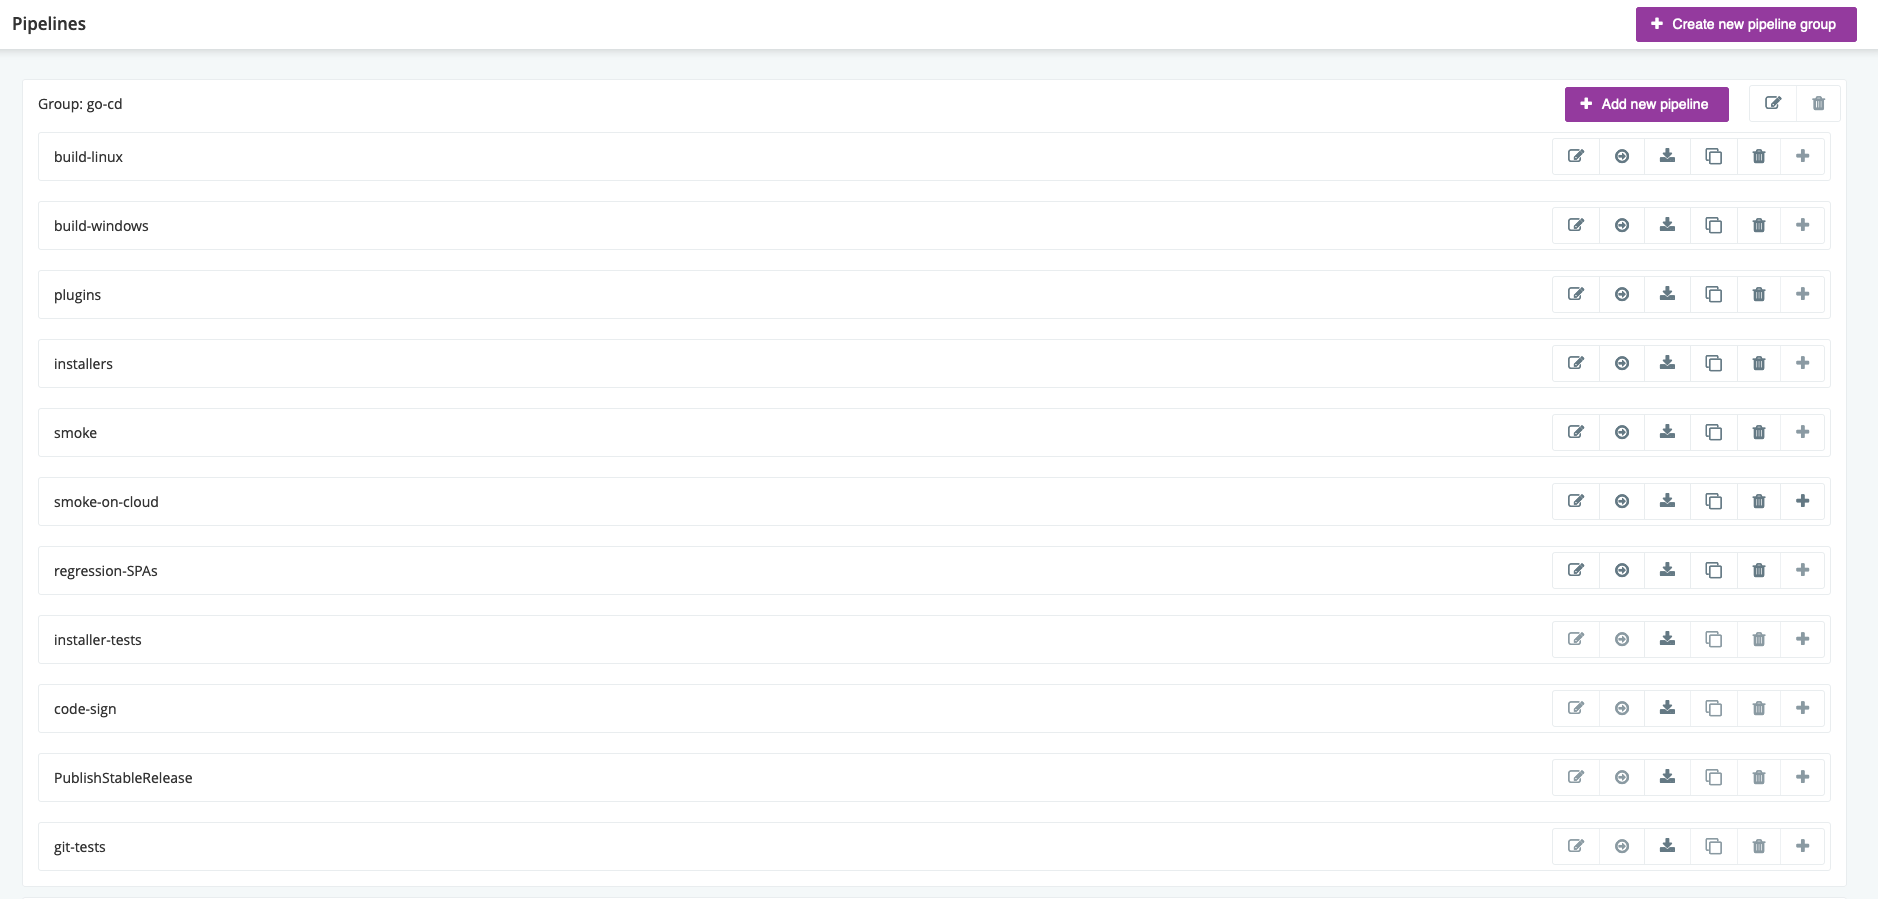 Pipelines
Create new pipeline group
Group: go-cd
Add new pipeline
build-linux
build-windows
plugins
installers
smoke
smoke-on-cloud
regression-SPAs
installer-tests
code-sign
PublishStableRelease
git-tests